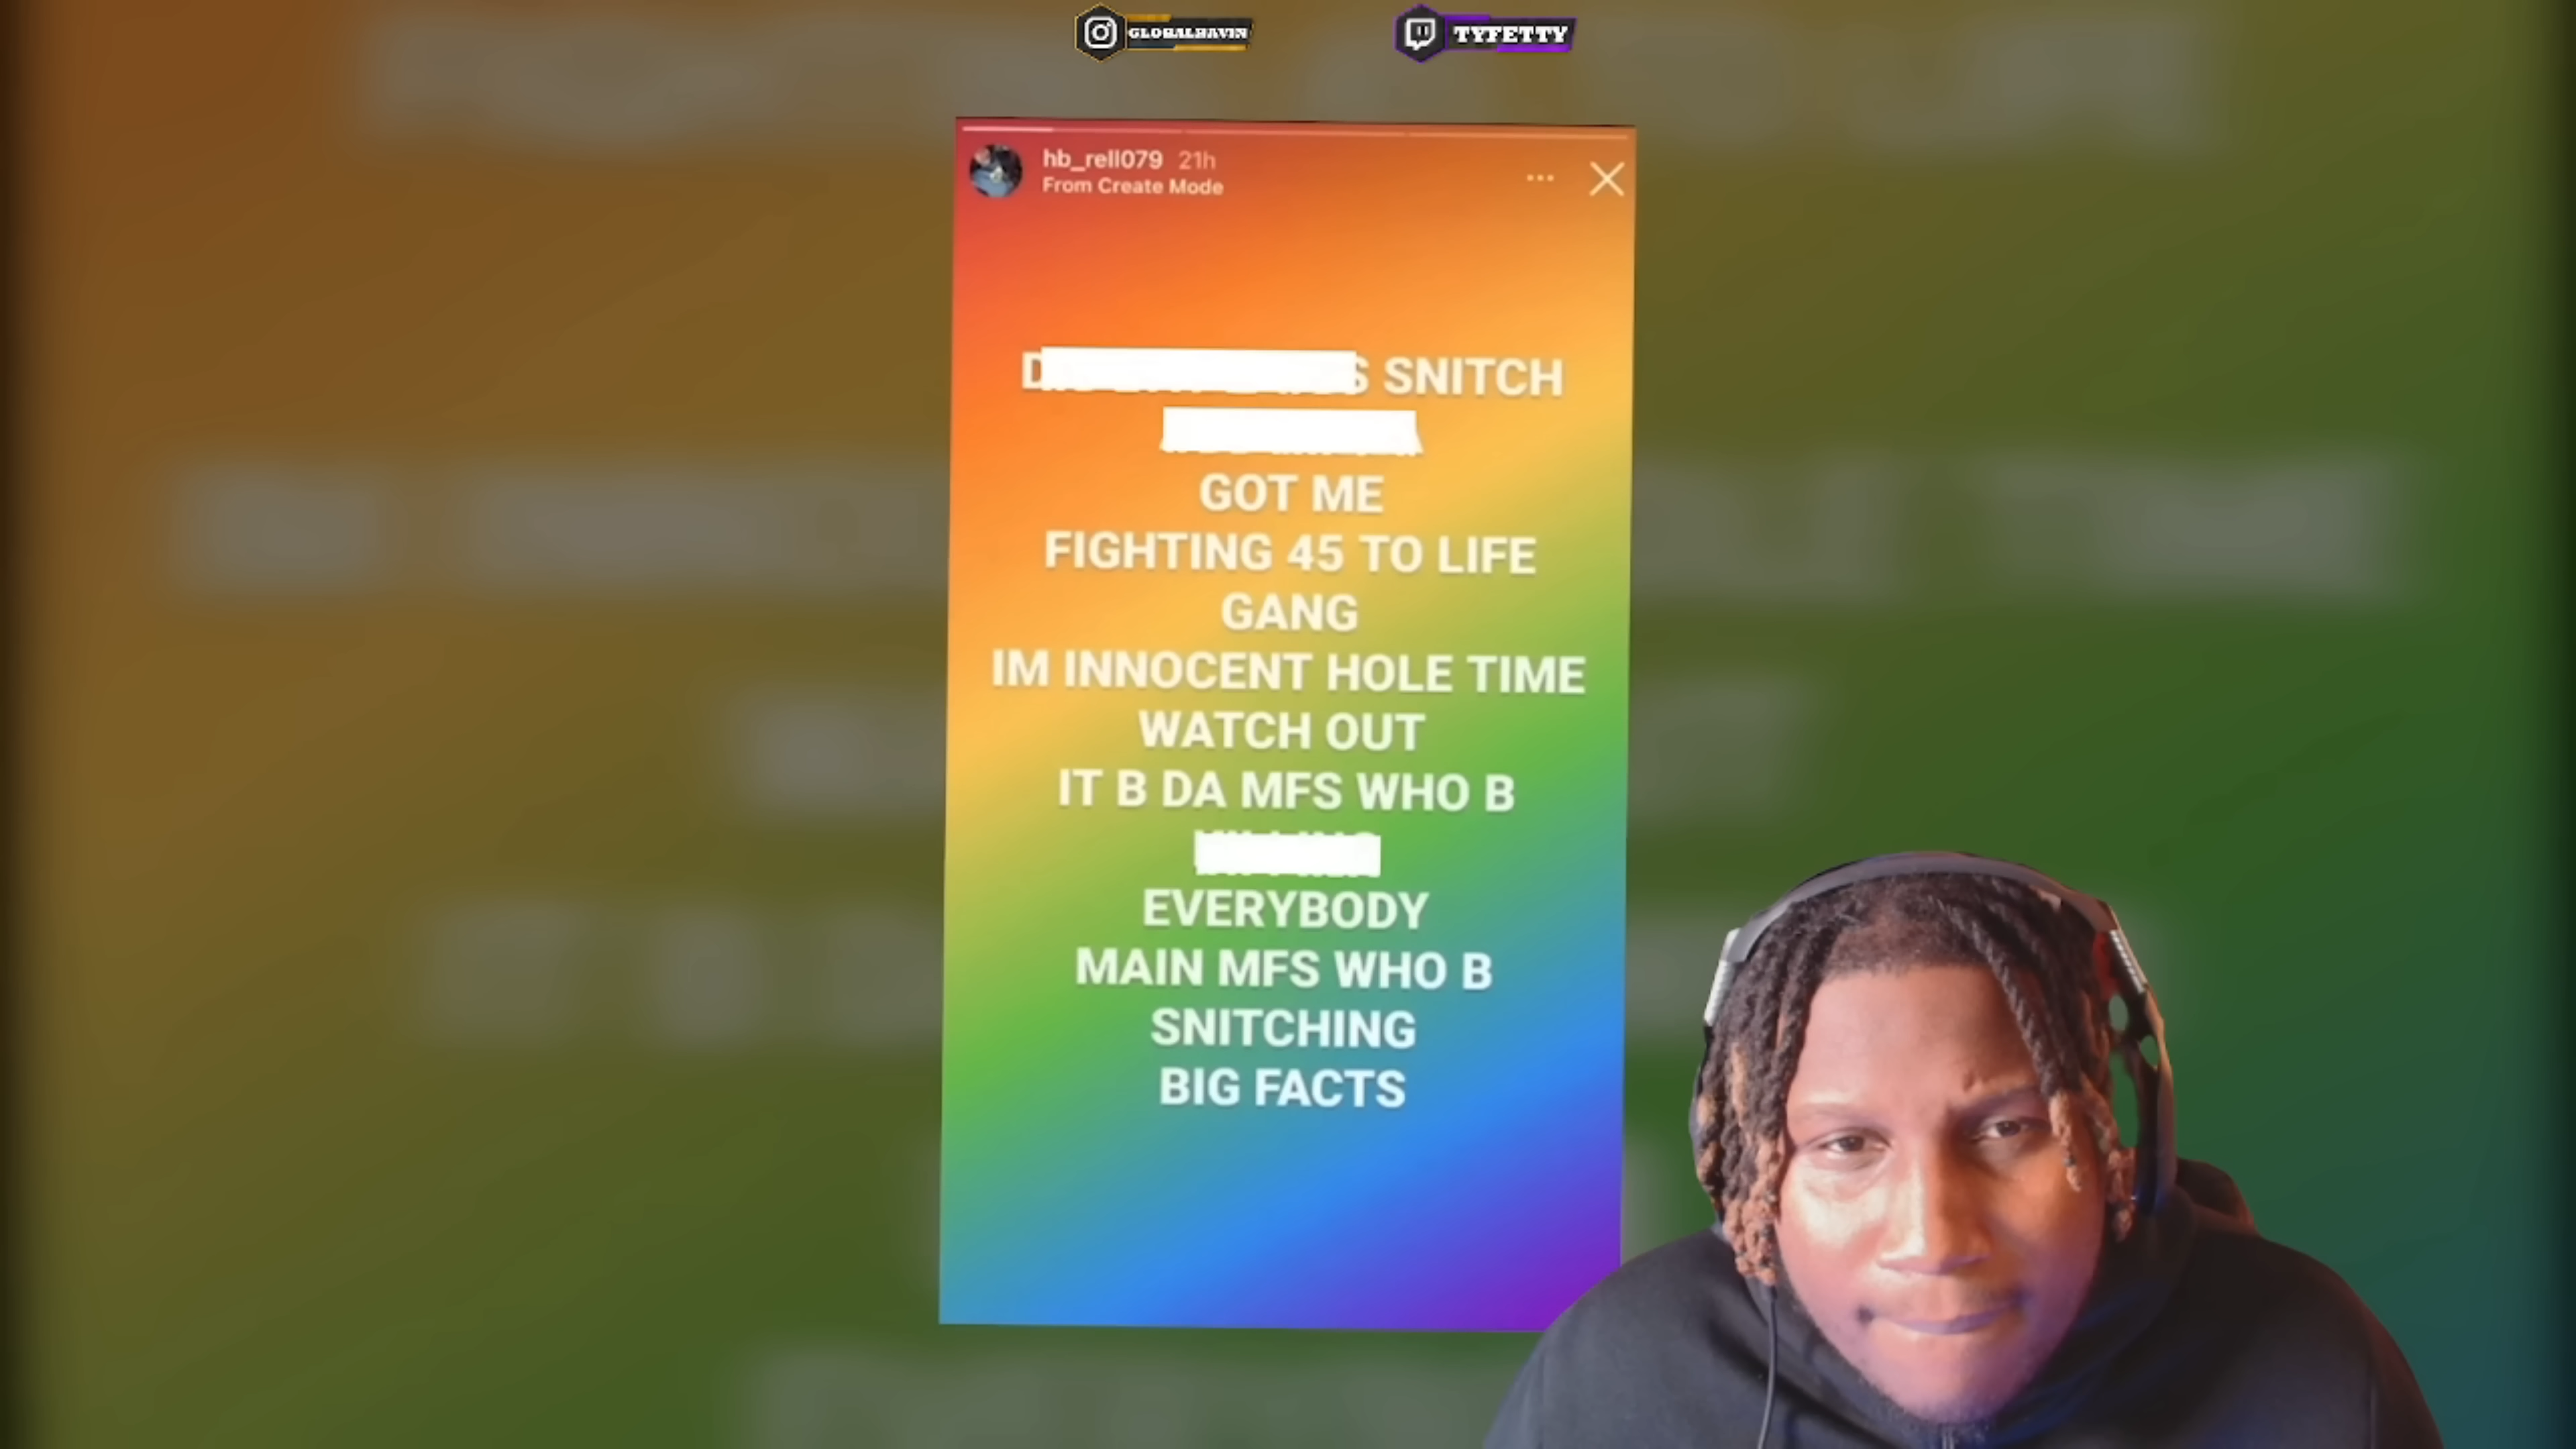 GLOBALHAVIN
TYFETTY
hb_rell079 21h
From Create Mode
SNITCH
GOT ME
FIGHTING 45 TO LIFE
GANG
IM INNOCENT HOLE TIME
WATCH OUT
IT B DA MFS WHO B
EVERYBODY
MAIN MFS WHO B
SNITCHING
BIG FACTS